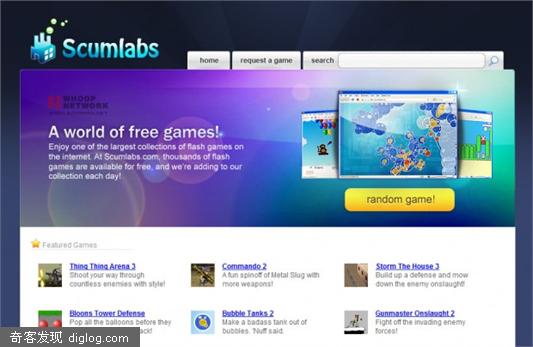 Scumlabs
home
request a game
search
WHOOP
NETWORK
A world of free games!
Enjoy one of the largest collections of flash games on
the internet. At Scumlabs.com, thousands of flash
games are available for free, and we're adding to our
collection each day!
random game!
Featured Games
Thing Thing Arena 3
Shoot your way through
countless enemies with style!
Commando 2
A fun spinoff of Metal Slug with
more weapons!
Storm The House 3
Build up a defense and mow
down the enemy onslaught!
Bloons Tower Defense
Pop all the balloons before they
Bubble Tanks 2
Make a badass tank out of
bubbles. 'Nuff said.
Gunmaster Onslaught 2
Fight off the invading enemy
forces!
奇客发现 diglog.com